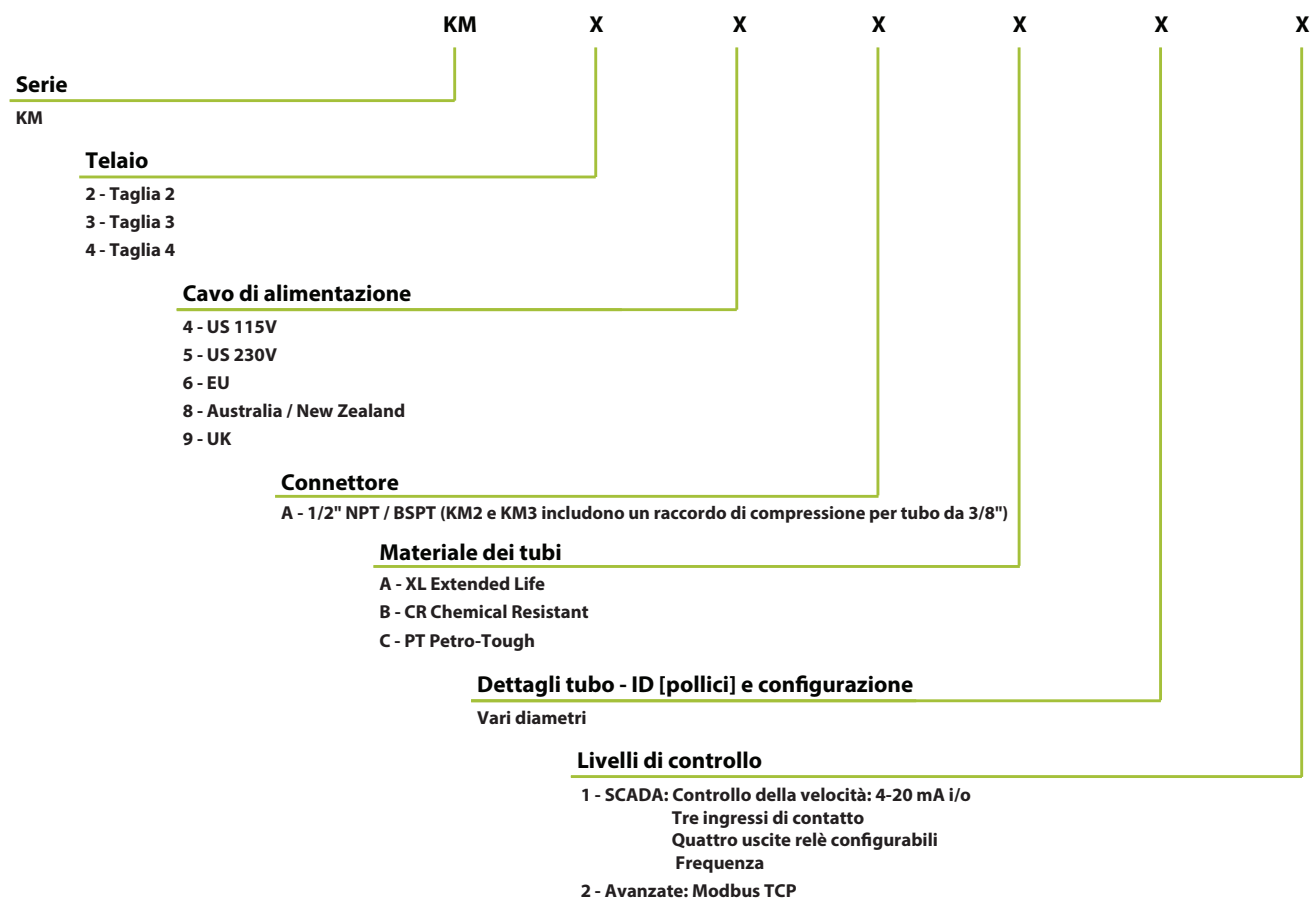 KM X X X X X X
Serie
KM
Telaio
2 - Taglia 2
3 - Taglia 3
4 - Taglia 4
Cavo di alimentazione
4 - US 115V
5 - US 230V
6 - EU
8 - Australia / New Zealand
9 - UK
Connettore
A - 1/2" NPT / BSPT (KM2 e KM3 includono un raccordo di compressione per tubo da 3/8")
Materiale dei tubi
A - XL Extended Life
B - CR Chemical Resistant
C - PT Petro-Tough
Dettagli tubo - ID [pollici] e configurazione
Vari diametri
Livelli di controllo
1 - SCADA: Controllo della velocità: 4-20 mA i/o
Tre ingressi di contatto
Quattro uscite relè configurabili
Frequenza
2 - Avanzate: Modbus TCP